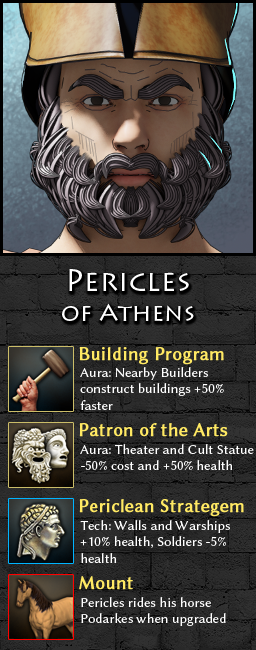 Pericles
of Athens
Building Program
Aura: Nearby Builders
construct buildings +50%
faster
Patron of the Arts
Aura: Theater and Cult Statue
-50% cost and +50% health
Periclean Strategem
Tech: Walls and Warships
+10% health, Soldiers -5%
health
Mount
Pericles rides his horse
Podarkes when upgraded